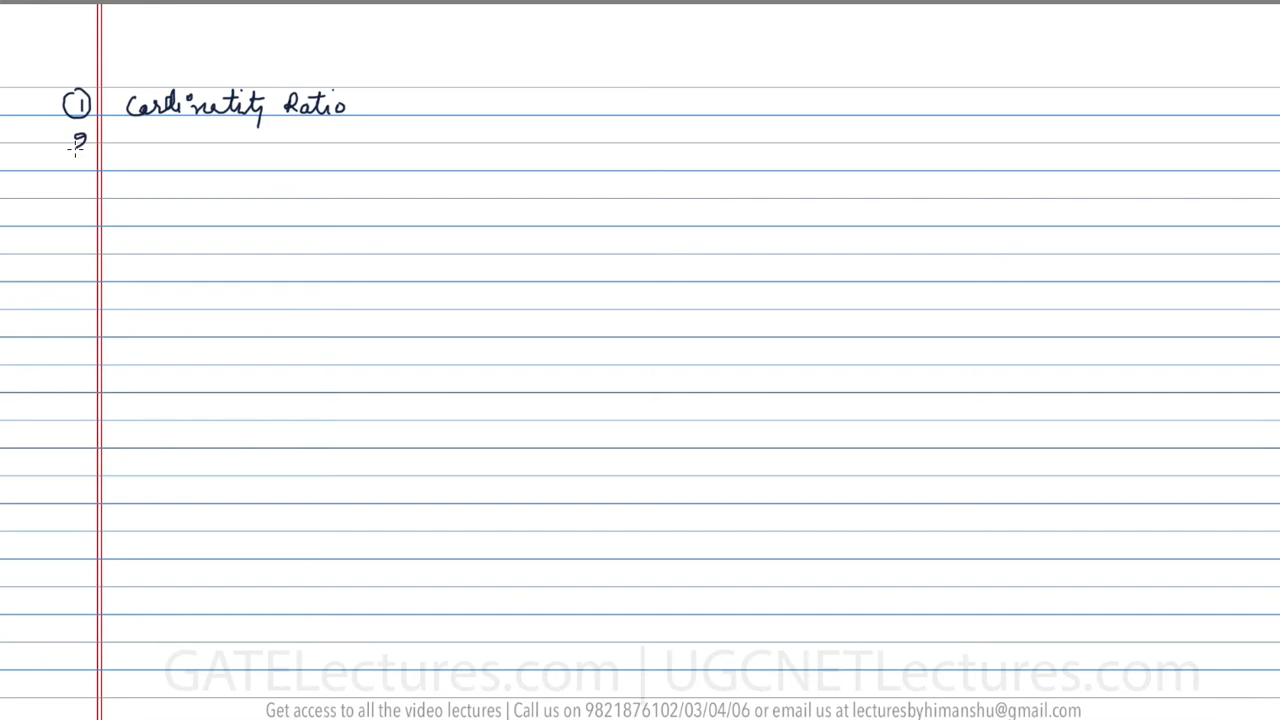 ① Cardinality Ratio
2
GATELectures.com | UGCNETLectures.com
Get access to all the video lectures | Call us on 9821876102/03/04/06 or email us at lecturesbyhimanshu@gmail.com